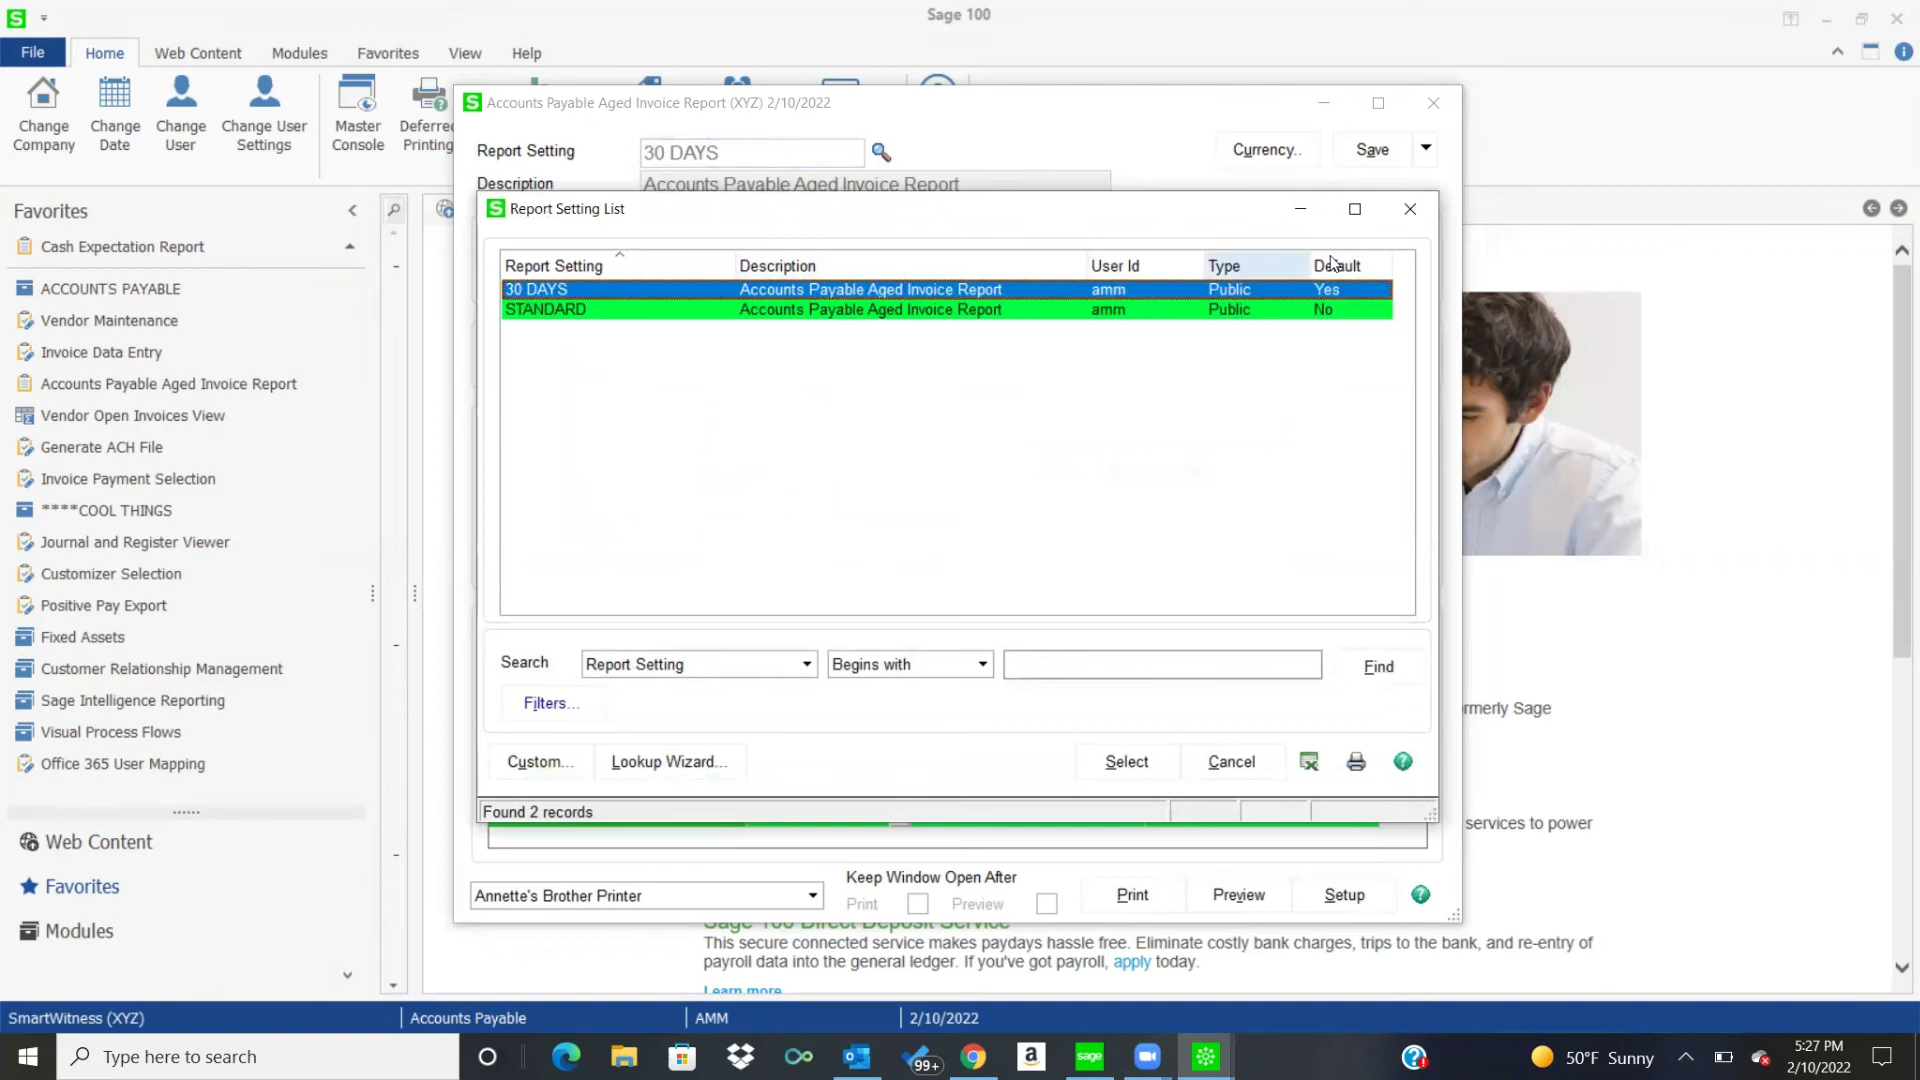 Sage 100
File Home Web Content Modules Favorites View Help
Change Company
Change Date
Change User
Change User Settings
Master Console
Deferred Printing
Accounts Payable Aged Invoice Report (XYZ) 2/10/2022
Report Setting 30 DAYS Currency.. Save
Description Accounts Payable Aged Invoice Report
Favorites
Cash Expectation Report
ACCOUNTS PAYABLE
Vendor Maintenance
Invoice Data Entry
Accounts Payable Aged Invoice Report
Vendor Open Invoices View
Generate ACH File
Invoice Payment Selection
****COOL THINGS
Journal and Register Viewer
Customizer Selection
Positive Pay Export
Fixed Assets
Customer Relationship Management
Sage Intelligence Reporting
Visual Process Flows
Office 365 User Mapping
Web Content
Favorites
Modules
Report Setting List
Report Setting Description User Id Type Default
30 DAYS Accounts Payable Aged Invoice Report amm Public Yes
STANDARD Accounts Payable Aged Invoice Report amm Public No
Search Report Setting Begins with Find
Filters...
Custom... Lookup Wizard... Select Cancel
Found 2 records
Annette's Brother Printer
Keep Window Open After
Print Preview
Print Preview Setup
rmerly Sage
services to power
Sage 100 Direct Deposit Service
This secure connected service makes paydays hassle free. Eliminate costly bank charges, trips to the bank, and re-entry of
payroll data into the general ledger. If you've got payroll, apply today.
Learn more
SmartWitness (XYZ) Accounts Payable AMM 2/10/2022
Type here to search
99+
a
sage
50°F Sunny
5:27 PM
2/10/2022